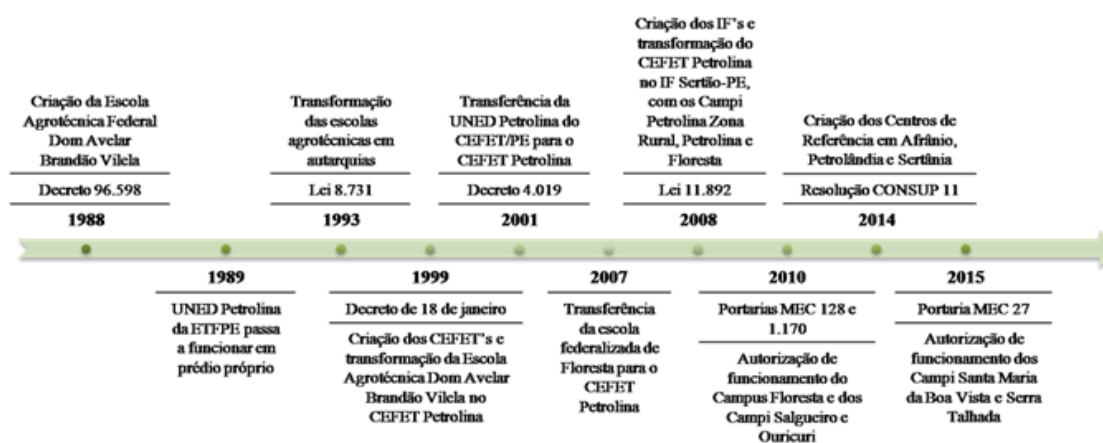 Criação da Escola
Agrotécnica Federal
Dom Avelar
Brandão Vilela
Decreto 96.598
1988
1989
UNED Petrolina
da ETFPE passa
a funcionar em
prédio próprio
Transformação
das escolas
agrotécnicas em
autarquias
Lei 8.731
1993
1999
Decreto de 18 de janeiro
Criação dos CEFET's e
transformação da Escola
Agrotécnica Dom Avelar
Brandão Vilela no
CEFET Petrolina
Transferência da
UNED Petrolina do
CEFET/PE para o
CEFET Petrolina
Decreto 4.019
2001
2007
Transferência
da escola
federalizada de
Floresta para o
CEFET
Petrolina
Criação dos IF's e
transformação do
CEFET Petrolina
no IF Sertão-PE,
com os Campi
Petrolina Zona
Rural, Petrolina e
Floresta
Lei 11.892
2008
2010
Portarias MEC 128 e
1.170
Autorização de
funcionamento do
Campus Floresta e dos
Campi Salgueiro e
Ouricuri
Criação dos Centros de
Referência em Afrânio,
Petrolândia e Sertânia
Resolução CONSUP 11
2014
2015
Portaria MEC 27
Autorização de
funcionamento dos
Campi Santa Maria
da Boa Vista e Serra
Talhada